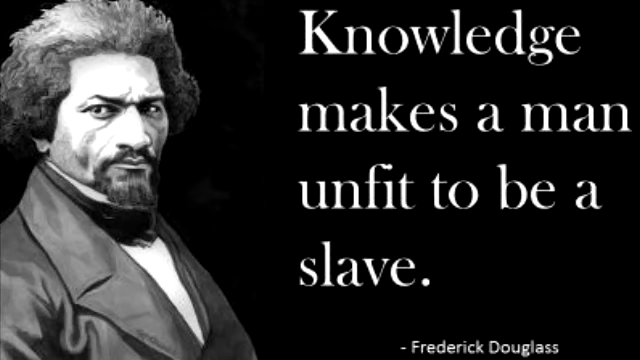 Knowledge
makes a man
unfit to be a
slave.
- Frederick Douglass